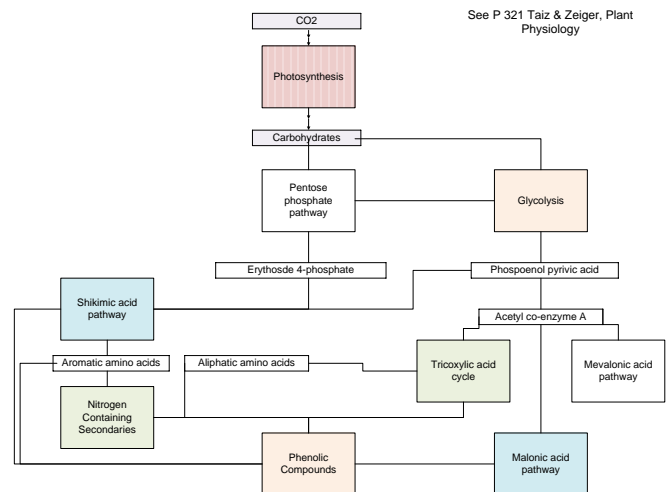 See P 321 Taiz & Zeiger, Plant
Physiology
CO2
Photosynthesis
Carbohydrates
Pentose
phosphate
pathway
Glycolysis
Erythosde 4-phosphate
Phospoenol pyrivic acid
Shikimic acid
pathway
Acetyl co-enzyme A
Aromatic amino acids
Aliphatic amino acids
Tricoxylic acid
cycle
Mevalonic acid
pathway
Nitrogen
Containing
Secondaries
Phenolic
Compounds
Malonic acid
pathway